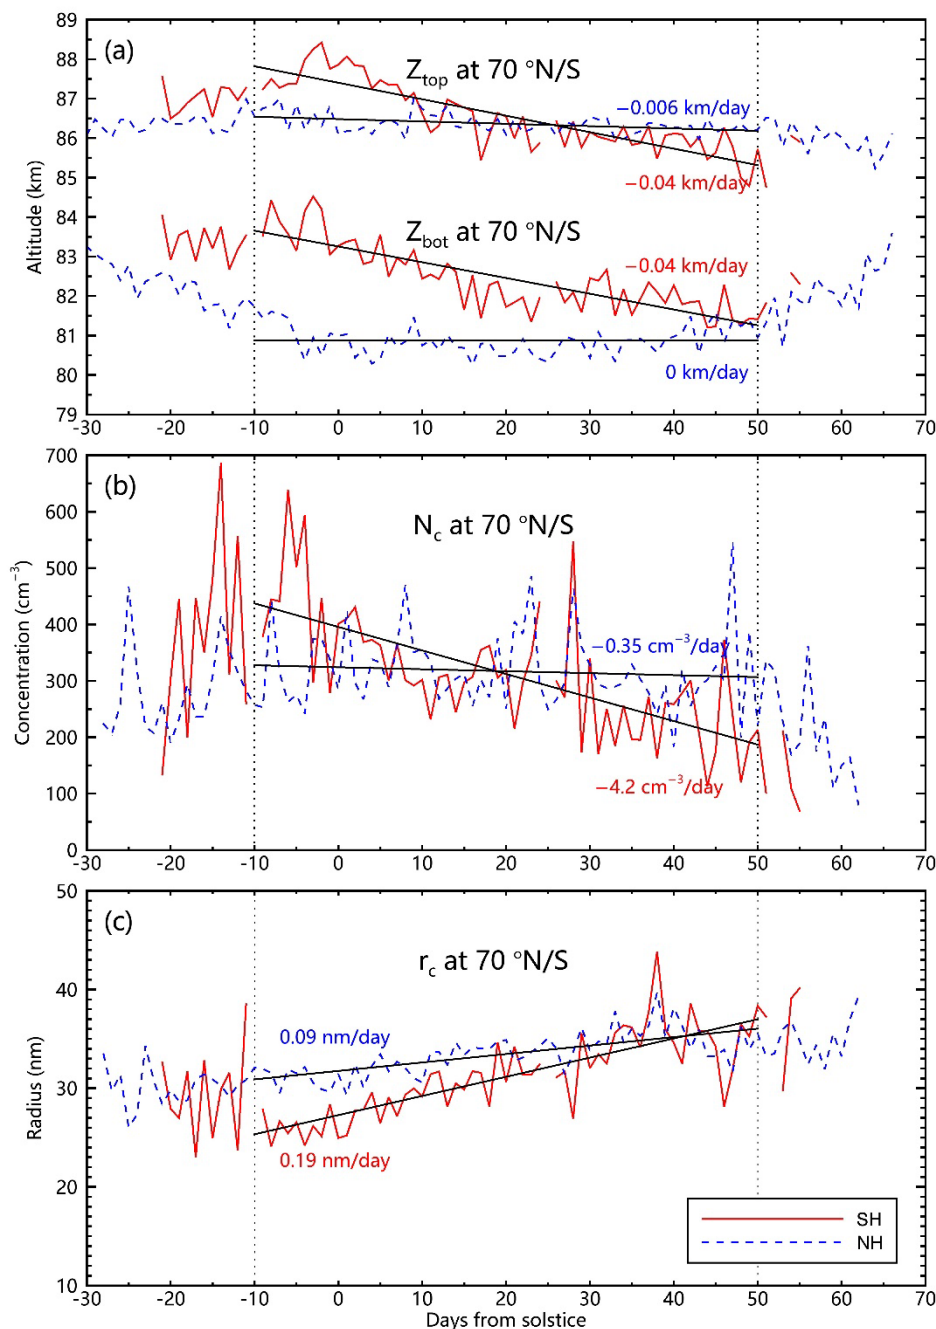 (a)
Z_top at 70 °N/S
−0.006 km/day
−0.04 km/day
Z_bot at 70 °N/S
−0.04 km/day
0 km/day
Altitude (km)
89
88
87
86
85
84
83
82
81
80
79
-30 -20 -10 0 10 20 30 40 50 60 70
(b)
N_c at 70 °N/S
−0.35 cm⁻³/day
−4.2 cm⁻³/day
Concentration (cm⁻³)
700
600
500
400
300
200
100
0
-30 -20 -10 0 10 20 30 40 50 60 70
(c)
r_c at 70 °N/S
0.09 nm/day
0.19 nm/day
Radius (nm)
50
40
30
20
10
SH
NH
-30 -20 -10 0 10 20 30 40 50 60 70
Days from solstice